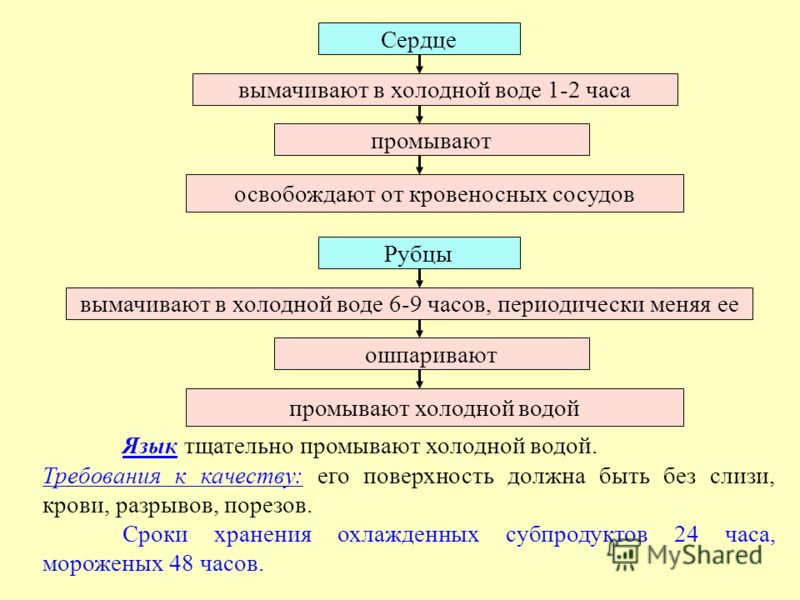 Сердце
вымачивают в холодной воде 1-2 часа
промывают
освобождают от кровеносных сосудов
Рубцы
вымачивают в холодной воде 6-9 часов, периодически меняя ее
ошпаривают
промывают холодной водой
Язык тщательно промывают холодной водой.
Требования к качеству: его поверхность должна быть без слизи,
крови, разрывов, порезов.
Сроки хранения охлажденных субпродуктов 24 часа,
мороженых 48 часов.
MyShared